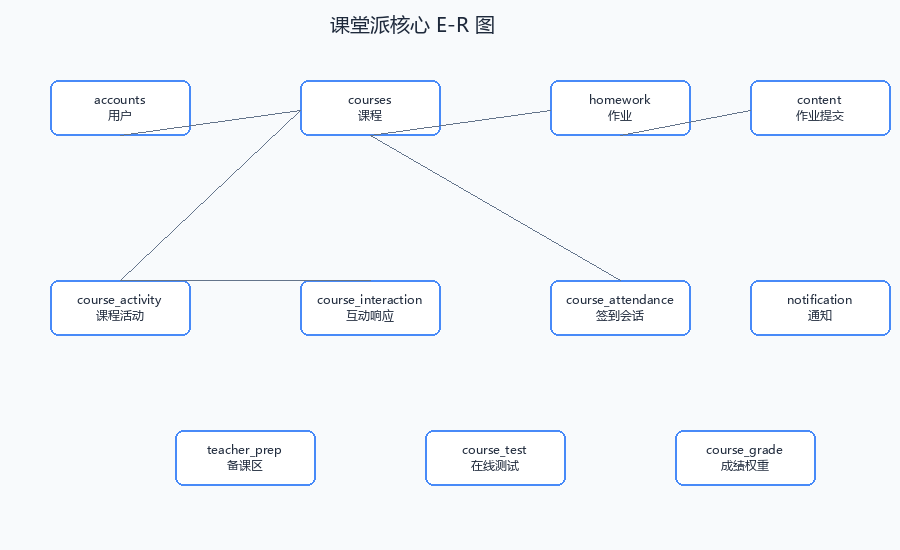 课堂派核心 E-R 图
accounts
用户
courses
课程
homework
作业
content
作业提交
course_activity
课程活动
course_interaction
互动响应
course_attendance
签到会话
notification
通知
teacher_prep
备课区
course_test
在线测试
course_grade
成绩权重